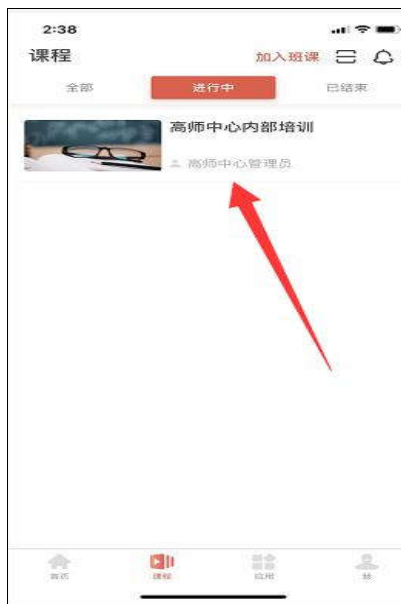 2:38
课程 加入班课
全部 进行中 已结束
高师中心内部培训
高师中心管理员
首页 课程 应用 我